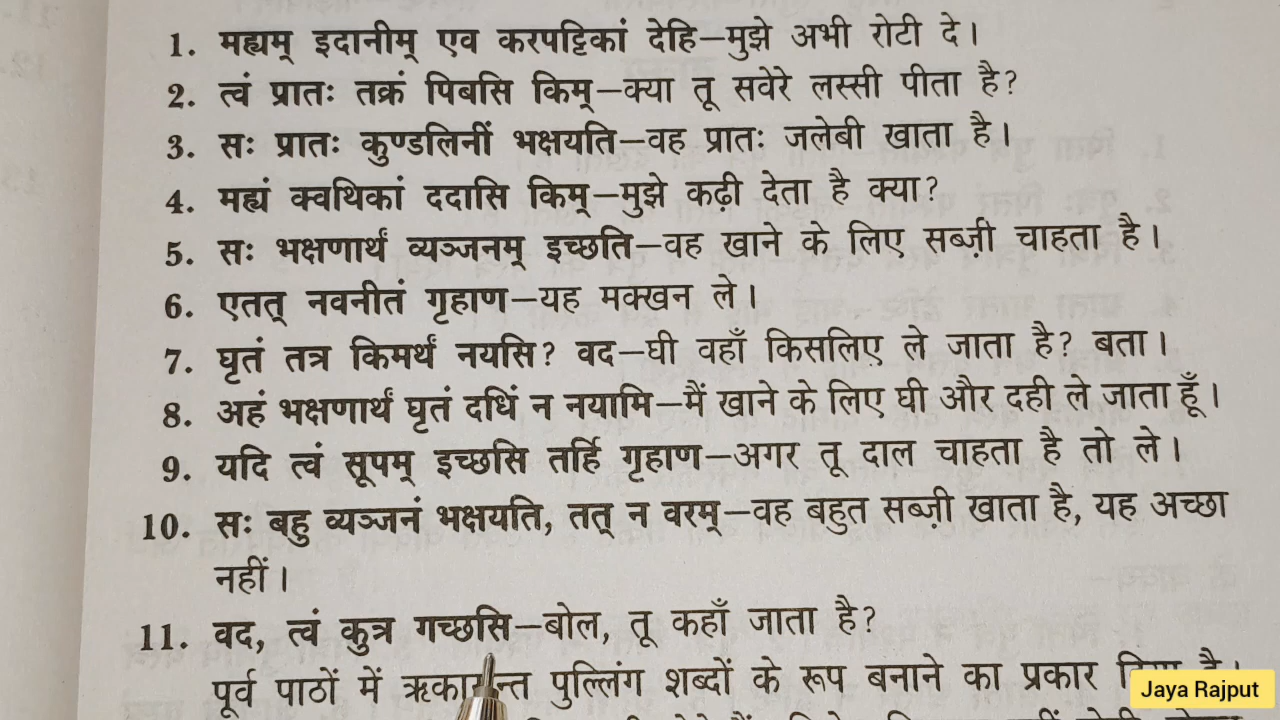 1. मह्यम् इदानीम् एव करपट्टिकां देहि–मुझे अभी रोटी दे।
2. त्वं प्रातः तक्रं पिबसि किम्–क्या तू सवेरे लस्सी पीता है?
3. सः प्रातः कुण्डलिनीं भक्षयति–वह प्रातः जलेबी खाता है।
4. मह्यं क्वथिकां ददासि किम्–मुझे कढ़ी देता है क्या?
5. सः भक्षणार्थं व्यञ्जनम् इच्छति–वह खाने के लिए सब्ज़ी चाहता है।
6. एतत् नवनीतं गृहाण–यह मक्खन ले।
7. घृतं तत्र किमर्थं नयसि? वद–घी वहाँ किसलिए ले जाता है? बता।
8. अहं भक्षणार्थं घृतं दधिं न नयामि–मैं खाने के लिए घी और दही ले जाता हूँ।
9. यदि त्वं सूपम् इच्छसि तर्हि गृहाण–अगर तू दाल चाहता है तो ले।
10. सः बहु व्यञ्जनं भक्षयति, तत् न वरम्–वह बहुत सब्ज़ी खाता है, यह अच्छा
नहीं।
11. वद, त्वं कुत्र गच्छसि–बोल, तू कहाँ जाता है?
पूर्व पाठों में पुल्लिंग शब्दों के रूप बनाने का प्रकार
Jaya Rajput